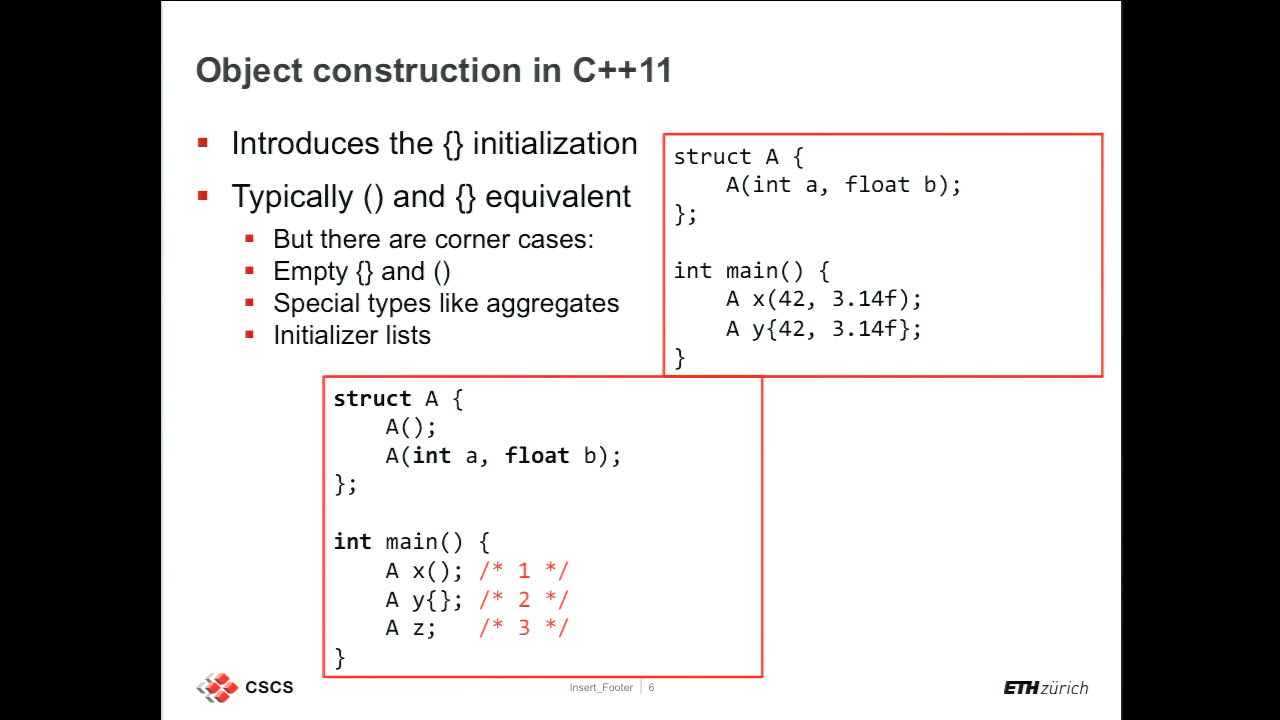 Object construction in C++11
▪ Introduces the {} initialization
▪ Typically () and {} equivalent
▪ But there are corner cases:
▪ Empty {} and ()
▪ Special types like aggregates
▪ Initializer lists
struct A {
    A(int a, float b);
};

int main() {
    A x(42, 3.14f);
    A y{42, 3.14f};
}
struct A {
    A();
    A(int a, float b);
};

int main() {
    A x(); /* 1 */
    A y{}; /* 2 */
    A z;   /* 3 */
}
CSCS
Insert_Footer | 6
ETH zürich